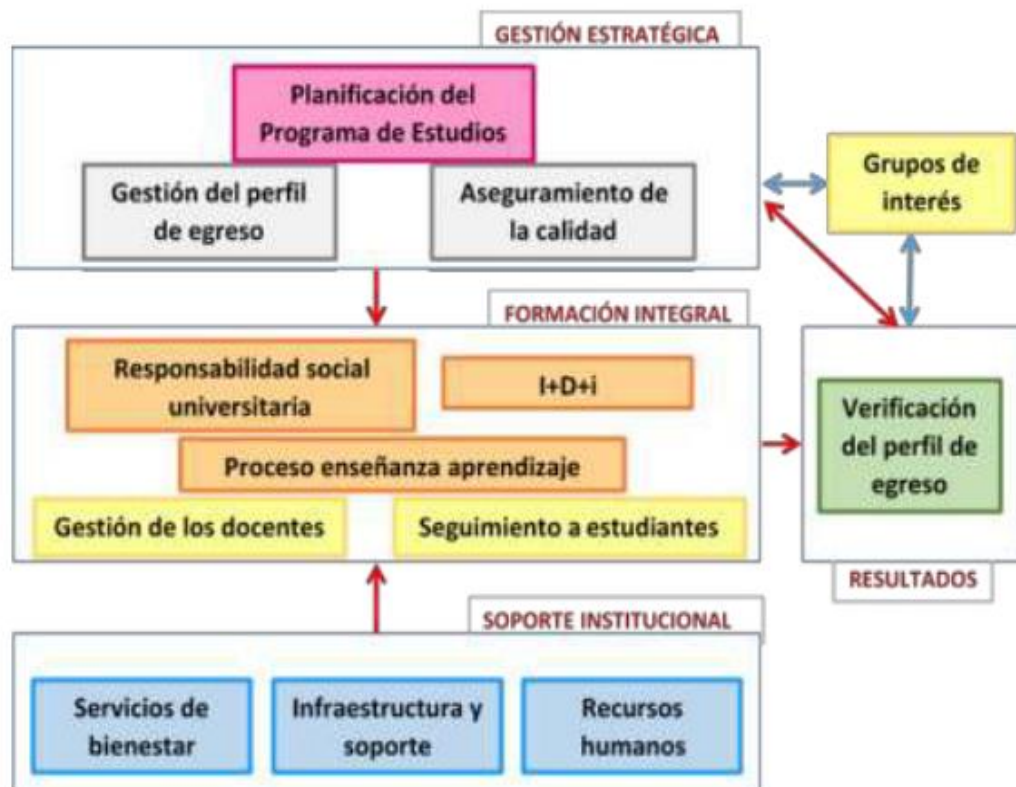 GESTIÓN ESTRATÉGICA
Planificación del
Programa de Estudios
Gestión del perfil
de egreso
Aseguramiento de
la calidad
Grupos de
interés
FORMACIÓN INTEGRAL
Responsabilidad social
universitaria
I+D+i
Proceso enseñanza aprendizaje
Gestión de los docentes
Seguimiento a estudiantes
Verificación
del perfil de
egreso
RESULTADOS
SOPORTE INSTITUCIONAL
Servicios de
bienestar
Infraestructura y
soporte
Recursos
humanos